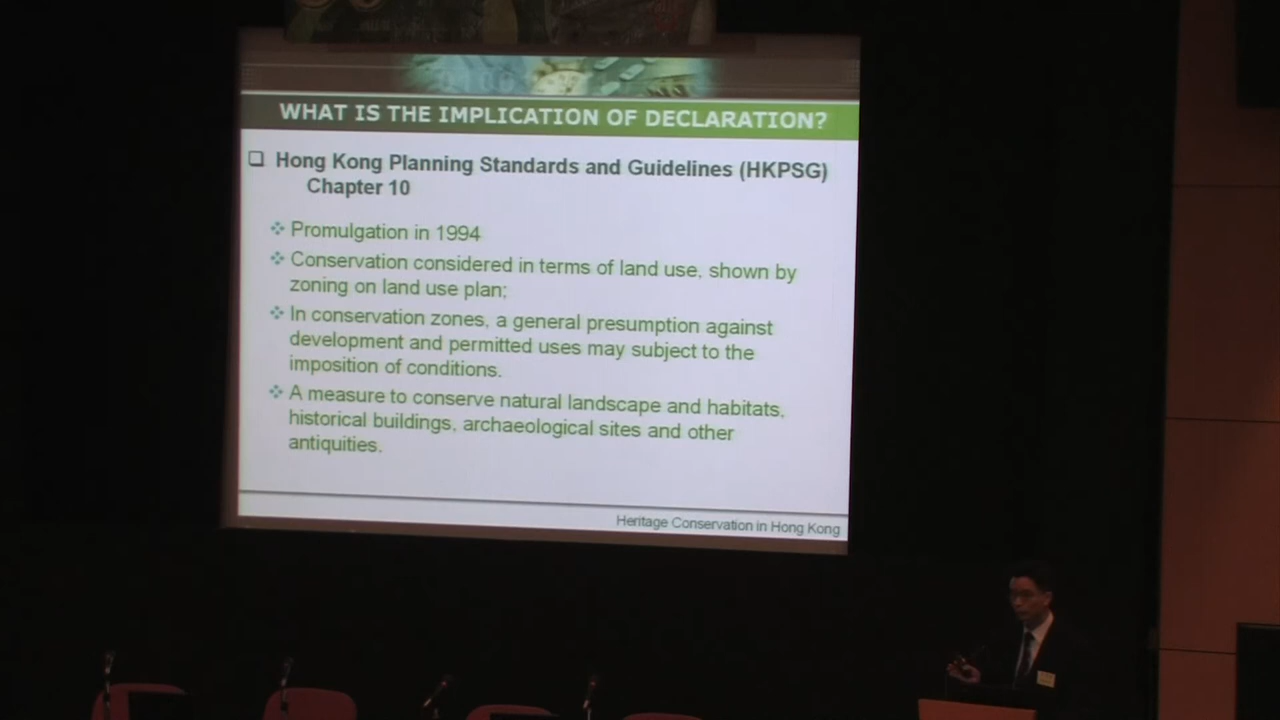 WHAT IS THE IMPLICATION OF DECLARATION?
Hong Kong Planning Standards and Guidelines (HKPSG)
Chapter 10
Promulgation in 1994
Conservation considered in terms of land use, shown by
zoning on land use plan;
In conservation zones, a general presumption against
development and permitted uses may subject to the
imposition of conditions.
A measure to conserve natural landscape and habitats,
historical buildings, archaeological sites and other
antiquities.
Heritage Conservation in Hong Kong